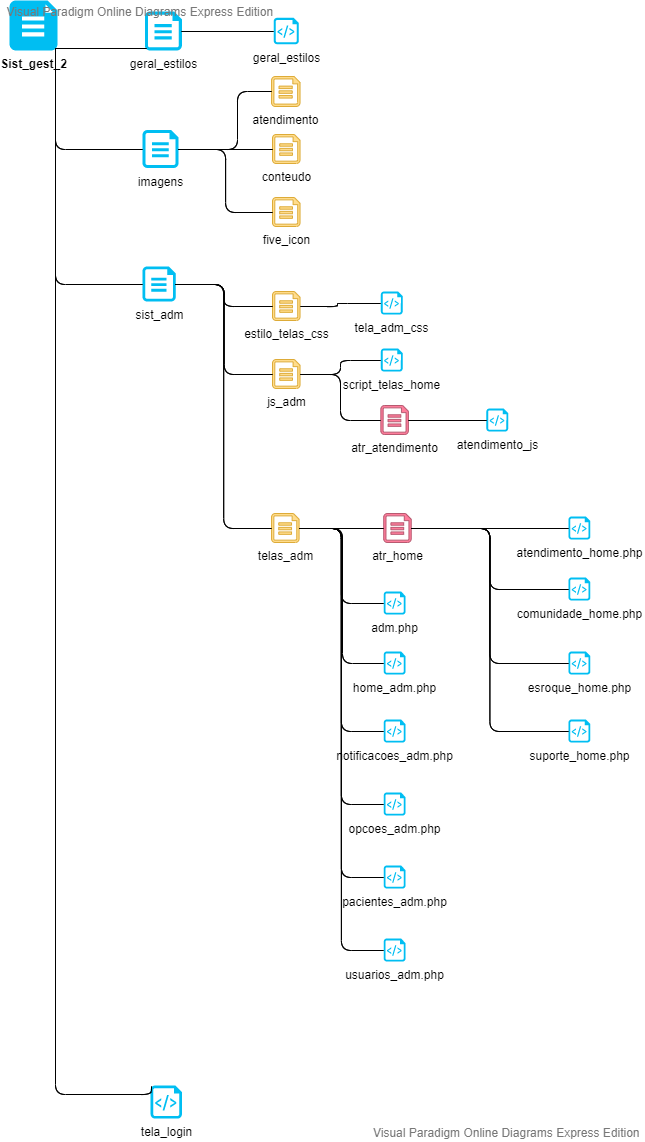 Visual Paradigm Online Diagrams Express Edition
Sist_gest_2
geral_estilos
geral_estilos
atendimento
imagens
conteudo
five_icon
sist_adm
estilo_telas_css
tela_adm_css
js_adm
script_telas_home
atr_atendimento
atendimento_js
telas_adm
atr_home
atendimento_home.php
adm.php
comunidade_home.php
home_adm.php
esroque_home.php
notificacoes_adm.php
suporte_home.php
opcoes_adm.php
pacientes_adm.php
usuarios_adm.php
tela_login
Visual Paradigm Online Diagrams Express Edition